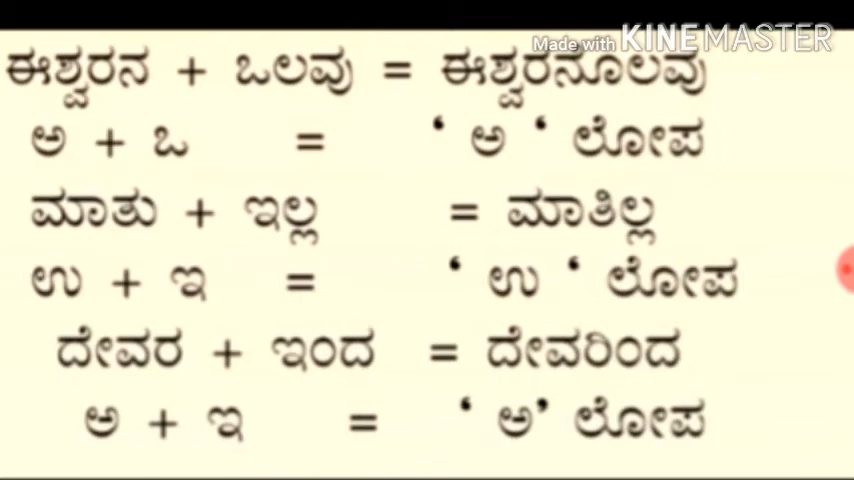 Made with KINEMASTER
ಈಶ್ವರನ + ಒಲವು = ಈಶ್ವರನೊಲವು
ಅ + ಒ = ‘ ಅ ‘ ಲೋಪ
ಮಾತು + ಇಲ್ಲ = ಮಾತಿಲ್ಲ
ಉ + ಇ = ‘ ಉ ‘ ಲೋಪ
ದೇವರ + ಇಂದ = ದೇವರಿಂದ
ಅ + ಇ = ‘ ಅ’ ಲೋಪ